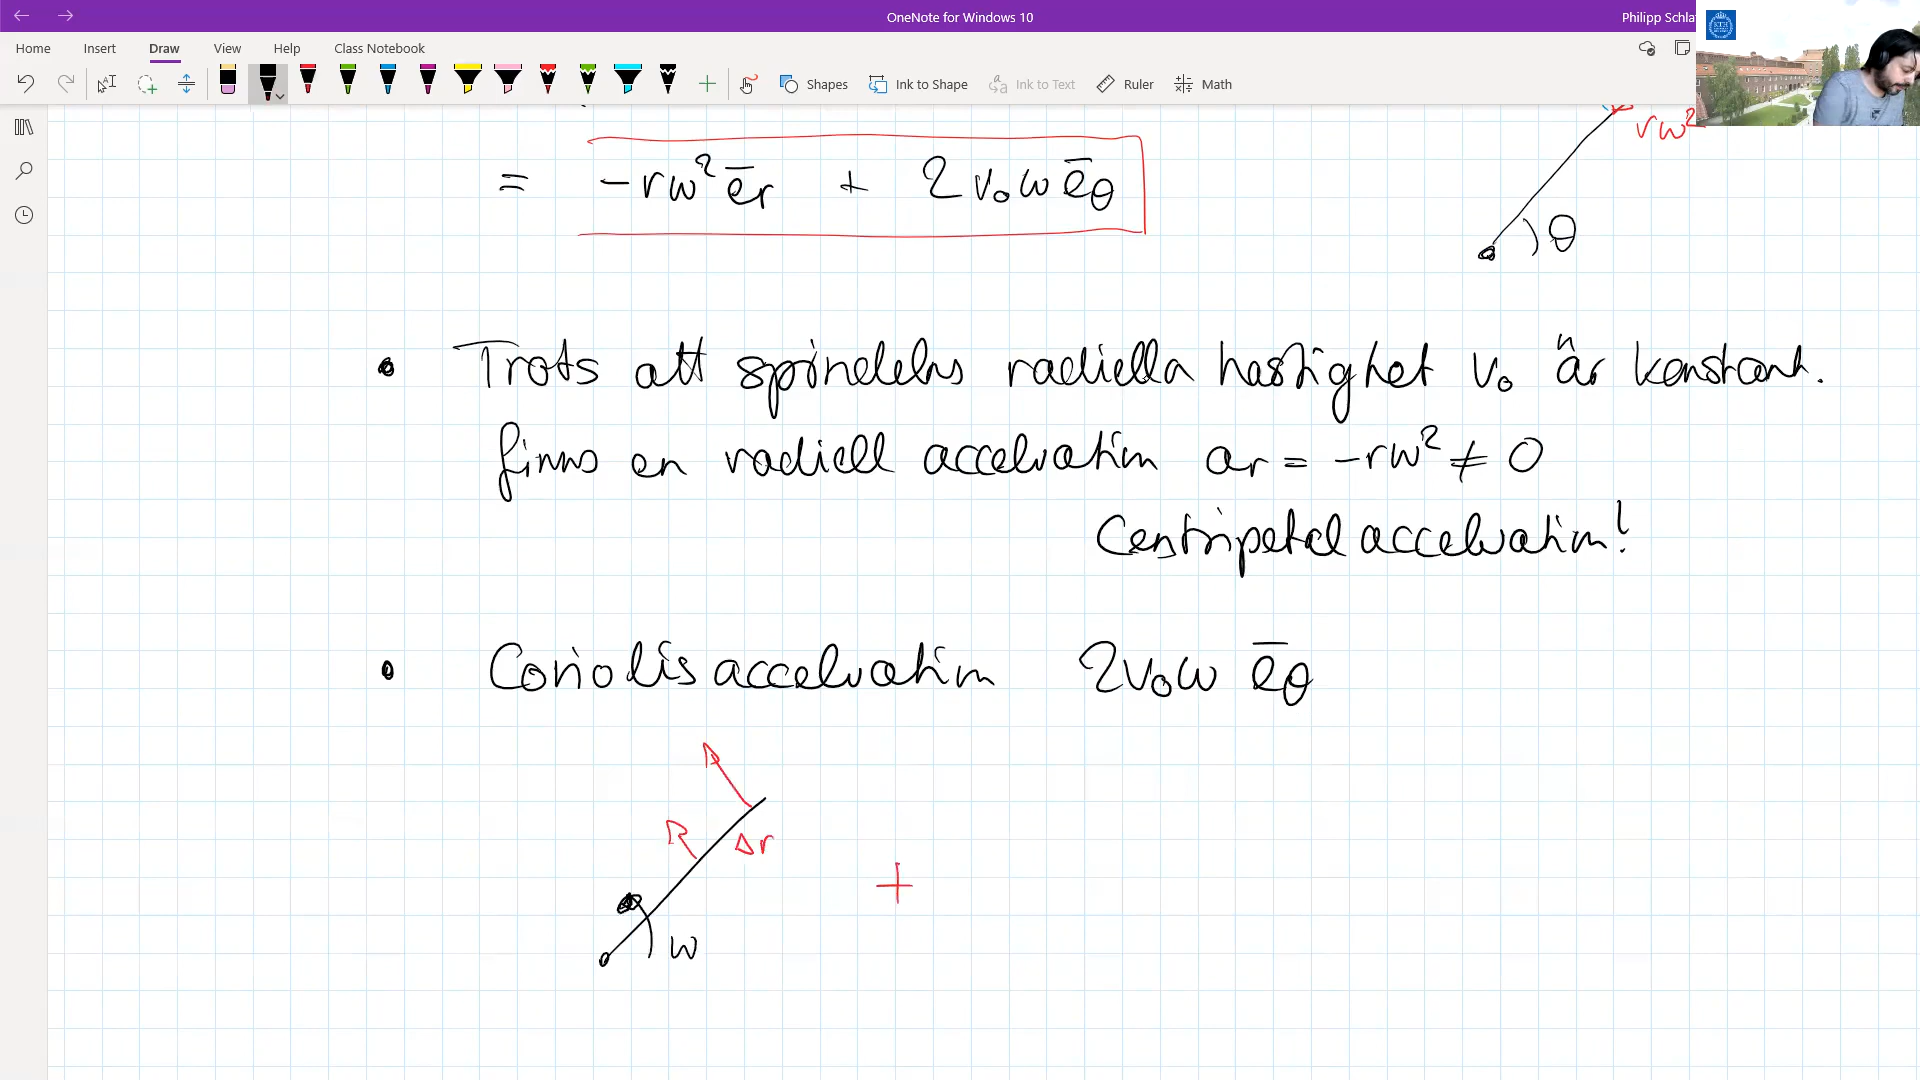 OneNote for Windows 10
Philipp Schla
Home Insert Draw View Help Class Notebook
Shapes Ink to Shape Ink to Text Ruler Math
rω²
= -rω² ēr + 2v₀ω ēθ
θ
• Trots att spindelns radiella hastighet v₀ är konstant.
finns en radiell acceleration ar = -rω² ≠ 0
Centripetal acceleration!
• Coriolis acceleration 2v₀ω ēθ
Δr
+
ω